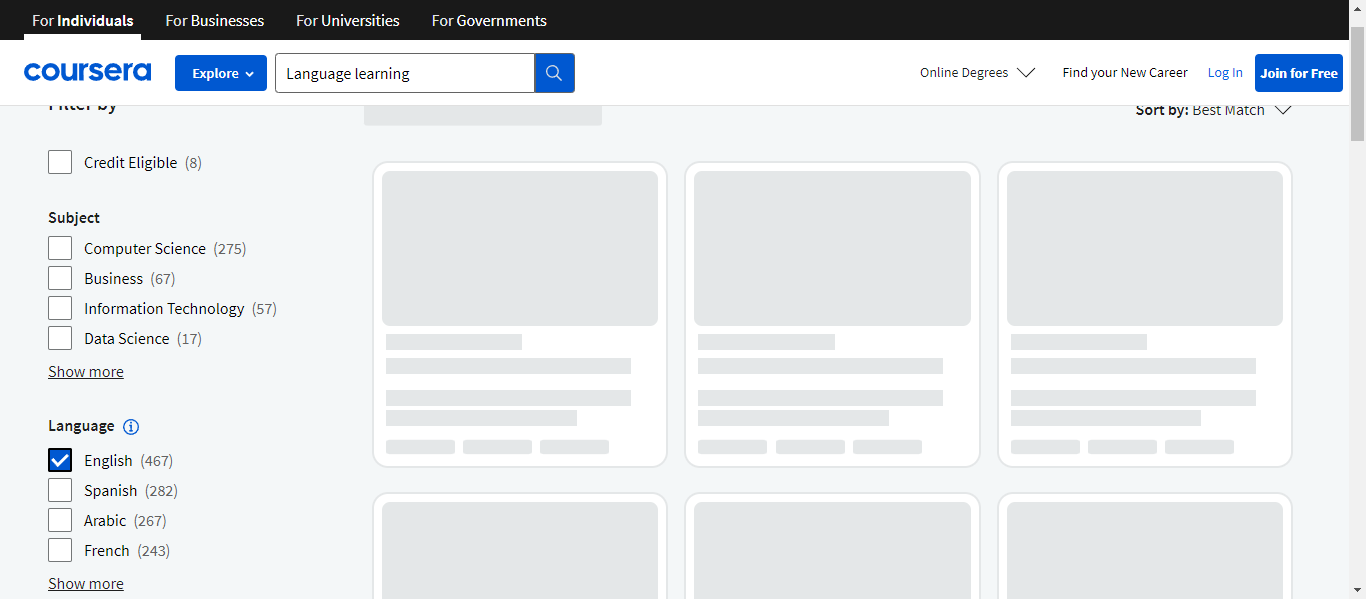 For Individuals For Businesses For Universities For Governments
coursera Explore Language learning Online Degrees Find your New Career Log In Join for Free
Filter by Sort by: Best Match
Credit Eligible (8)
Subject
Computer Science (275)
Business (67)
Information Technology (57)
Data Science (17)
Show more
Language
English (467)
Spanish (282)
Arabic (267)
French (243)
Show more